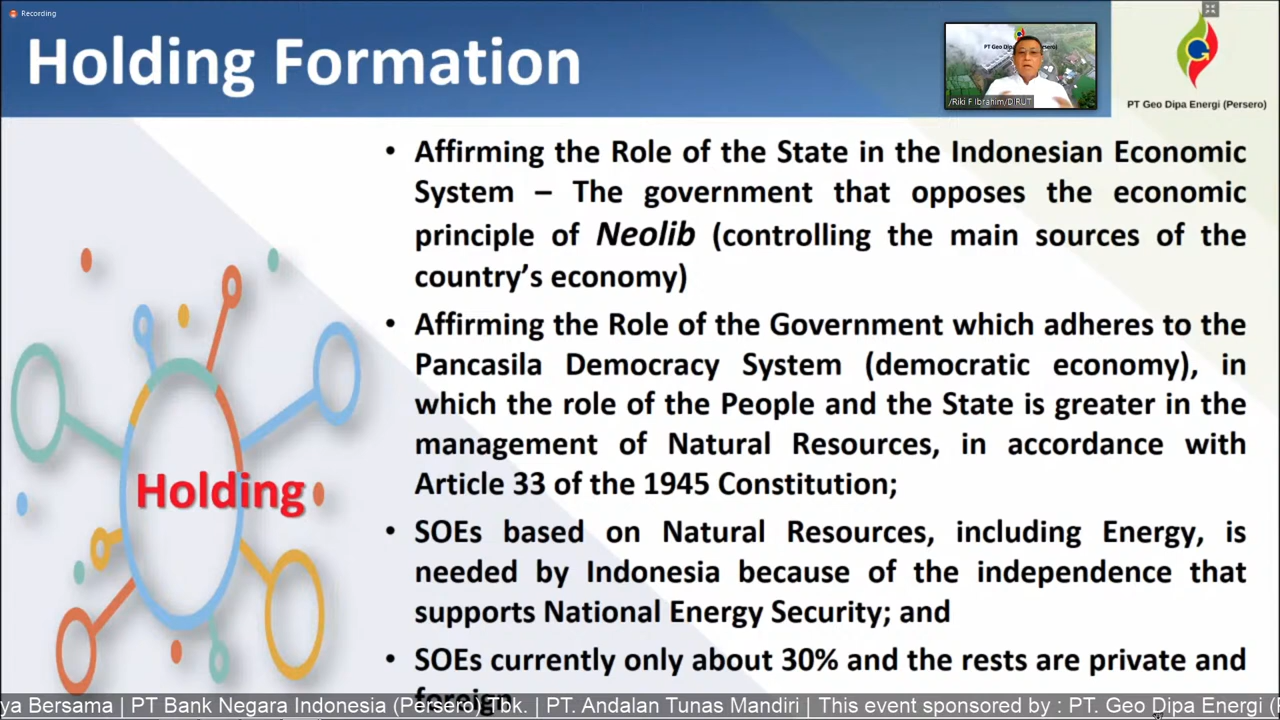 Recording
Holding Formation
PT Geo Dipa Energi (Persero)
/Riki F Ibrahim/DIRUT
PT Geo Dipa Energi (Persero)
• Affirming the Role of the State in the Indonesian Economic
System – The government that opposes the economic
principle of Neolib (controlling the main sources of the
country's economy)
• Affirming the Role of the Government which adheres to the
Pancasila Democracy System (democratic economy), in
which the role of the People and the State is greater in the
management of Natural Resources, in accordance with
Article 33 of the 1945 Constitution;
Holding
• SOEs based on Natural Resources, including Energy, is
needed by Indonesia because of the independence that
supports National Energy Security; and
• SOEs currently only about 30% and the rests are private and
foreign
ya Bersama | PT Bank Negara Indonesia (Persero) Tbk. | PT. Andalan Tunas Mandiri | This event sponsored by : PT. Geo Dipa Energi (